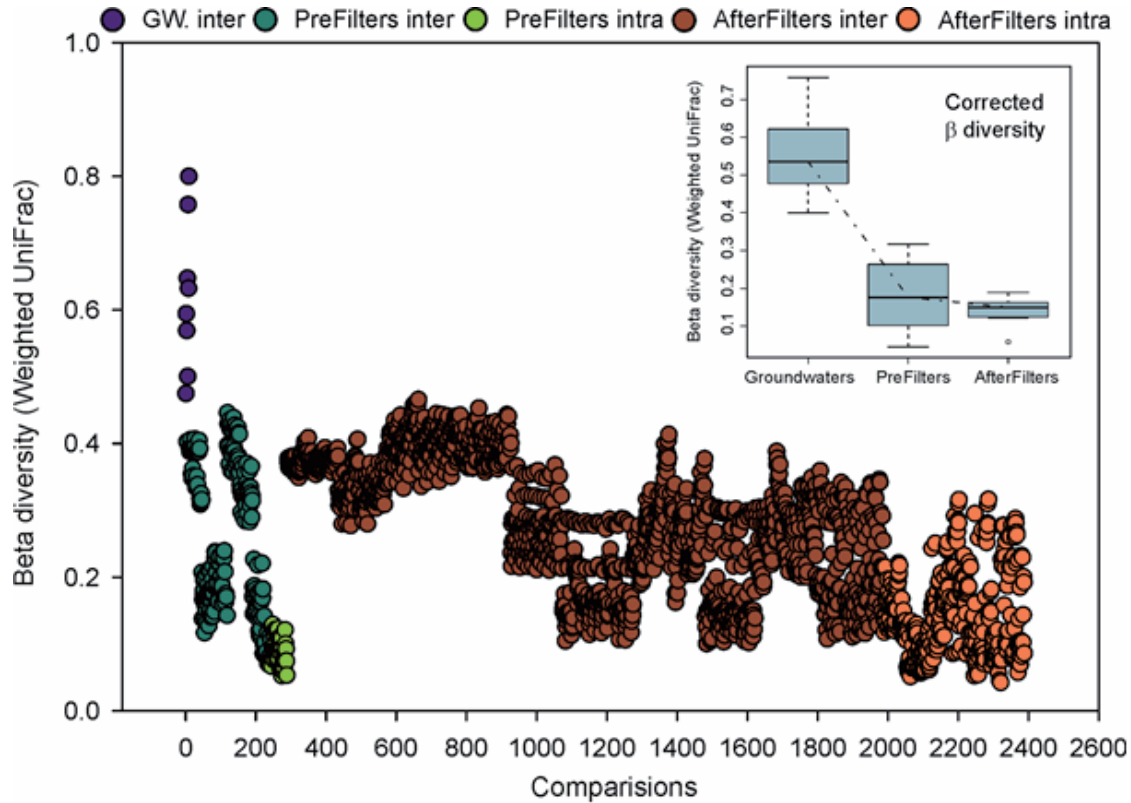 GW. inter PreFilters inter PreFilters intra AfterFilters inter AfterFilters intra
Beta diversity (Weighted UniFrac)
1.0
0.8
0.6
0.4
0.2
0.0
0 200 400 600 800 1000 1200 1400 1600 1800 2000 2200 2400 2600
Comparisions
Corrected
β diversity
Beta diversity (Weighted UniFrac)
0.7
0.6
0.5
0.4
0.3
0.2
0.1
Groundwaters PreFilters AfterFilters